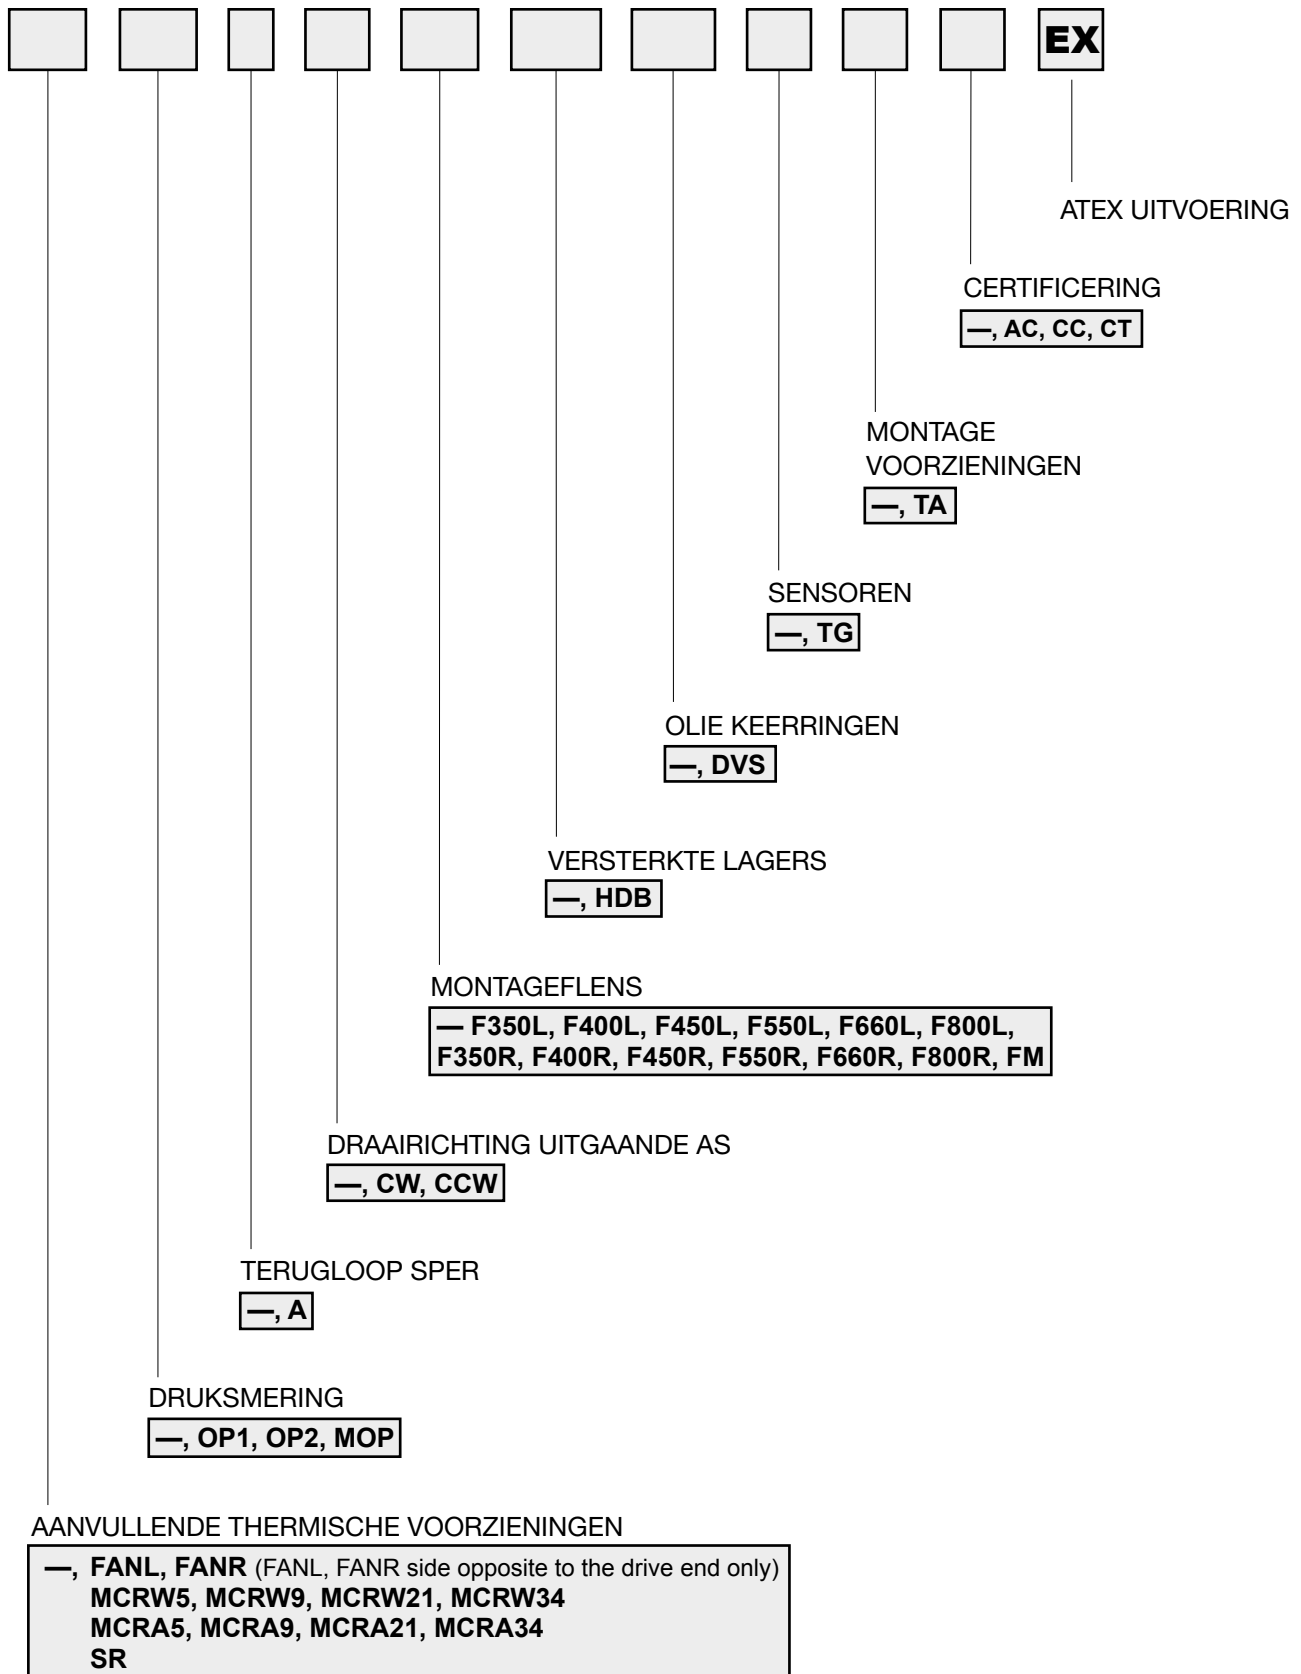 EX
ATEX UITVOERING
CERTIFICERING
—, AC, CC, CT
MONTAGE
VOORZIENINGEN
—, TA
SENSOREN
—, TG
OLIE KEERRINGEN
—, DVS
VERSTERKTE LAGERS
—, HDB
MONTAGEFLENS
— F350L, F400L, F450L, F550L, F660L, F800L,
F350R, F400R, F450R, F550R, F660R, F800R, FM
DRAAIRICHTING UITGAANDE AS
—, CW, CCW
TERUGLOOP SPER
—, A
DRUKSMERING
—, OP1, OP2, MOP
AANVULLENDE THERMISCHE VOORZIENINGEN
—, FANL, FANR (FANL, FANR side opposite to the drive end only)
MCRW5, MCRW9, MCRW21, MCRW34
MCRA5, MCRA9, MCRA21, MCRA34
SR